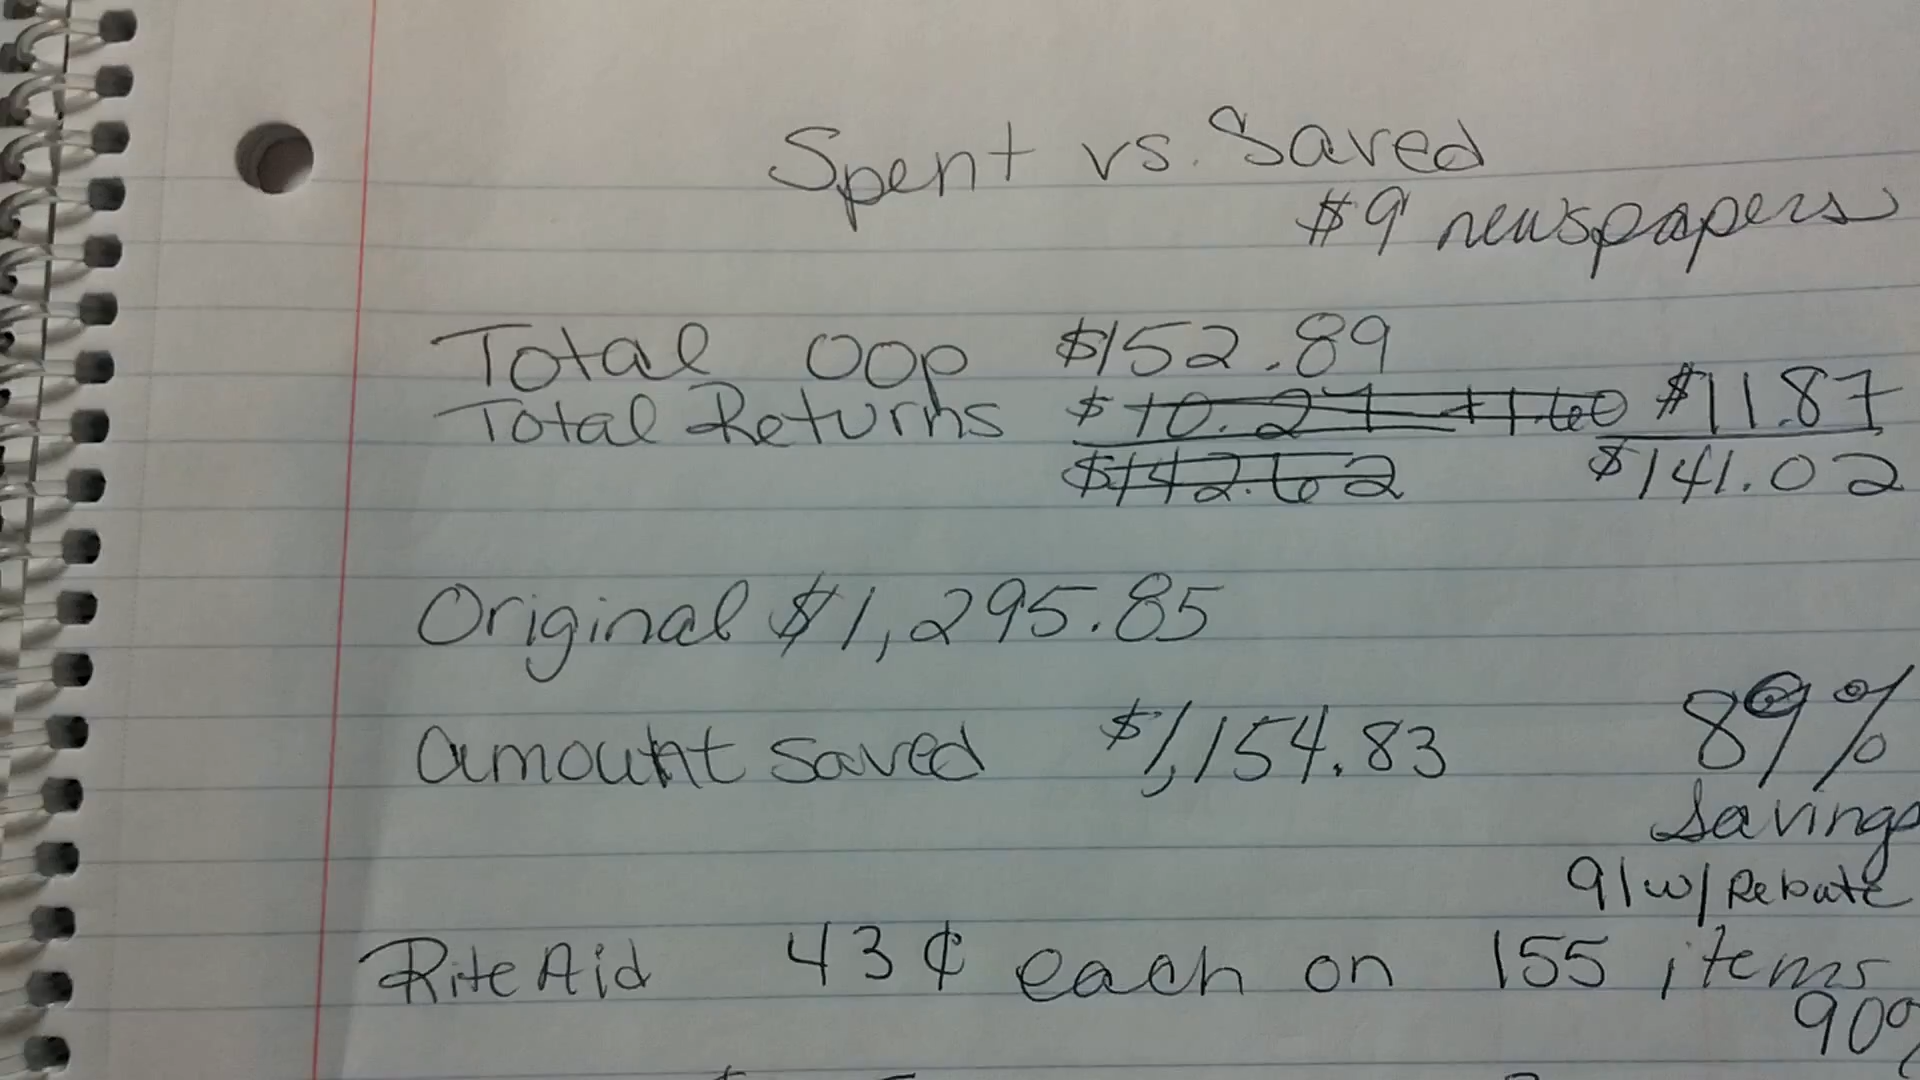 Spent vs. Saved
$9 newspapers
Total OOP $152.89
Total Returns $10.27 +1.60 $11.87
$142.62 $141.02
Original $1,295.85
Amount saved $1,154.83 89%
Savings
91 w/ Rebate
Rite Aid 43¢ each on 155 items
90%